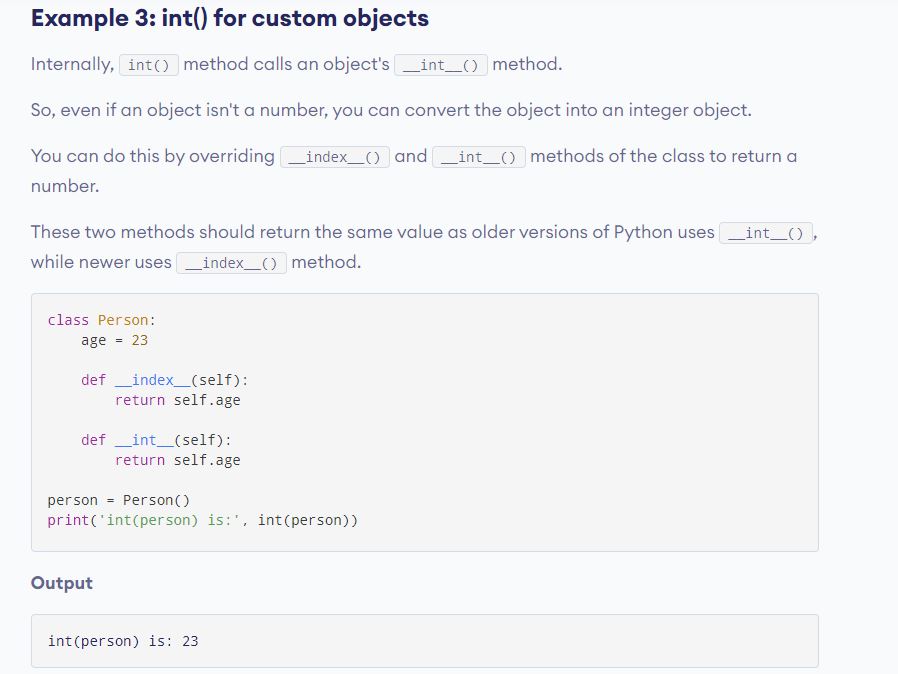 Example 3: int() for custom objects
Internally, int() method calls an object's __int__() method.
So, even if an object isn't a number, you can convert the object into an integer object.
You can do this by overriding __index__() and __int__() methods of the class to return a
number.
These two methods should return the same value as older versions of Python uses __int__(),
while newer uses __index__() method.
class Person:
    age = 23
    def __index__(self):
        return self.age
    def __int__(self):
        return self.age
person = Person()
print('int(person) is:', int(person))
Output
int(person) is: 23